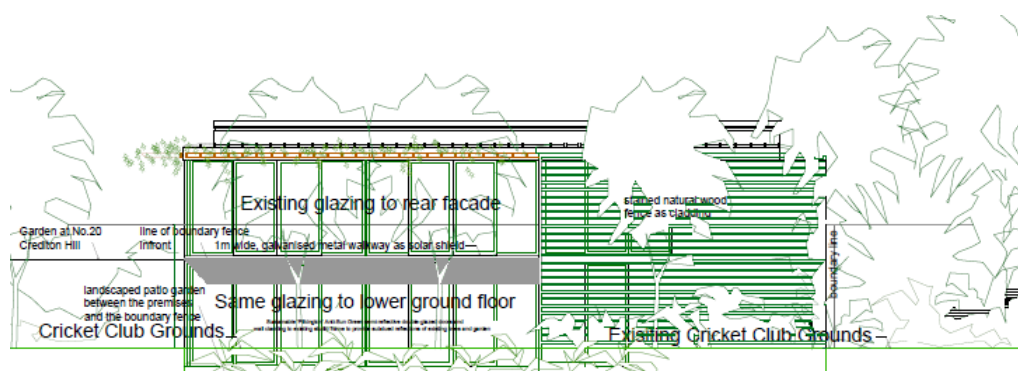 Existing glazing to rear facade
stained natural wood
fence as cladding
Garden at No.20
Crediton Hill
line of boundary fence
infront
1m wide, galvanised metal walkway as solar shield
boundary line
landscaped patio garden
between the premises
and the boundary fence
Same glazing to lower ground floor
Cricket Club Grounds
Exisiting Cricket Club Grounds